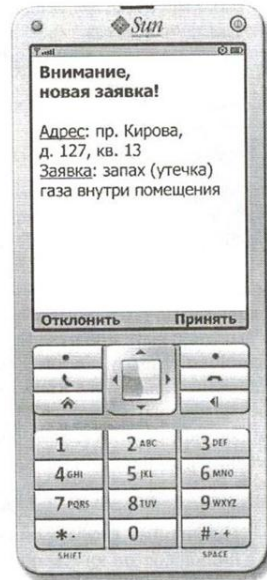 Sun
Внимание,
новая заявка!
Адрес: пр. Кирова,
д. 127, кв. 13
Заявка: запах (утечка)
газа внутри помещения
Отклонить Принять
1 2 ABC 3 DEF
4 GHI 5 JKL 6 MNO
7 PQRS 8 TUV 9 WXYZ
* . 0 # - +
SHIFT SPACE